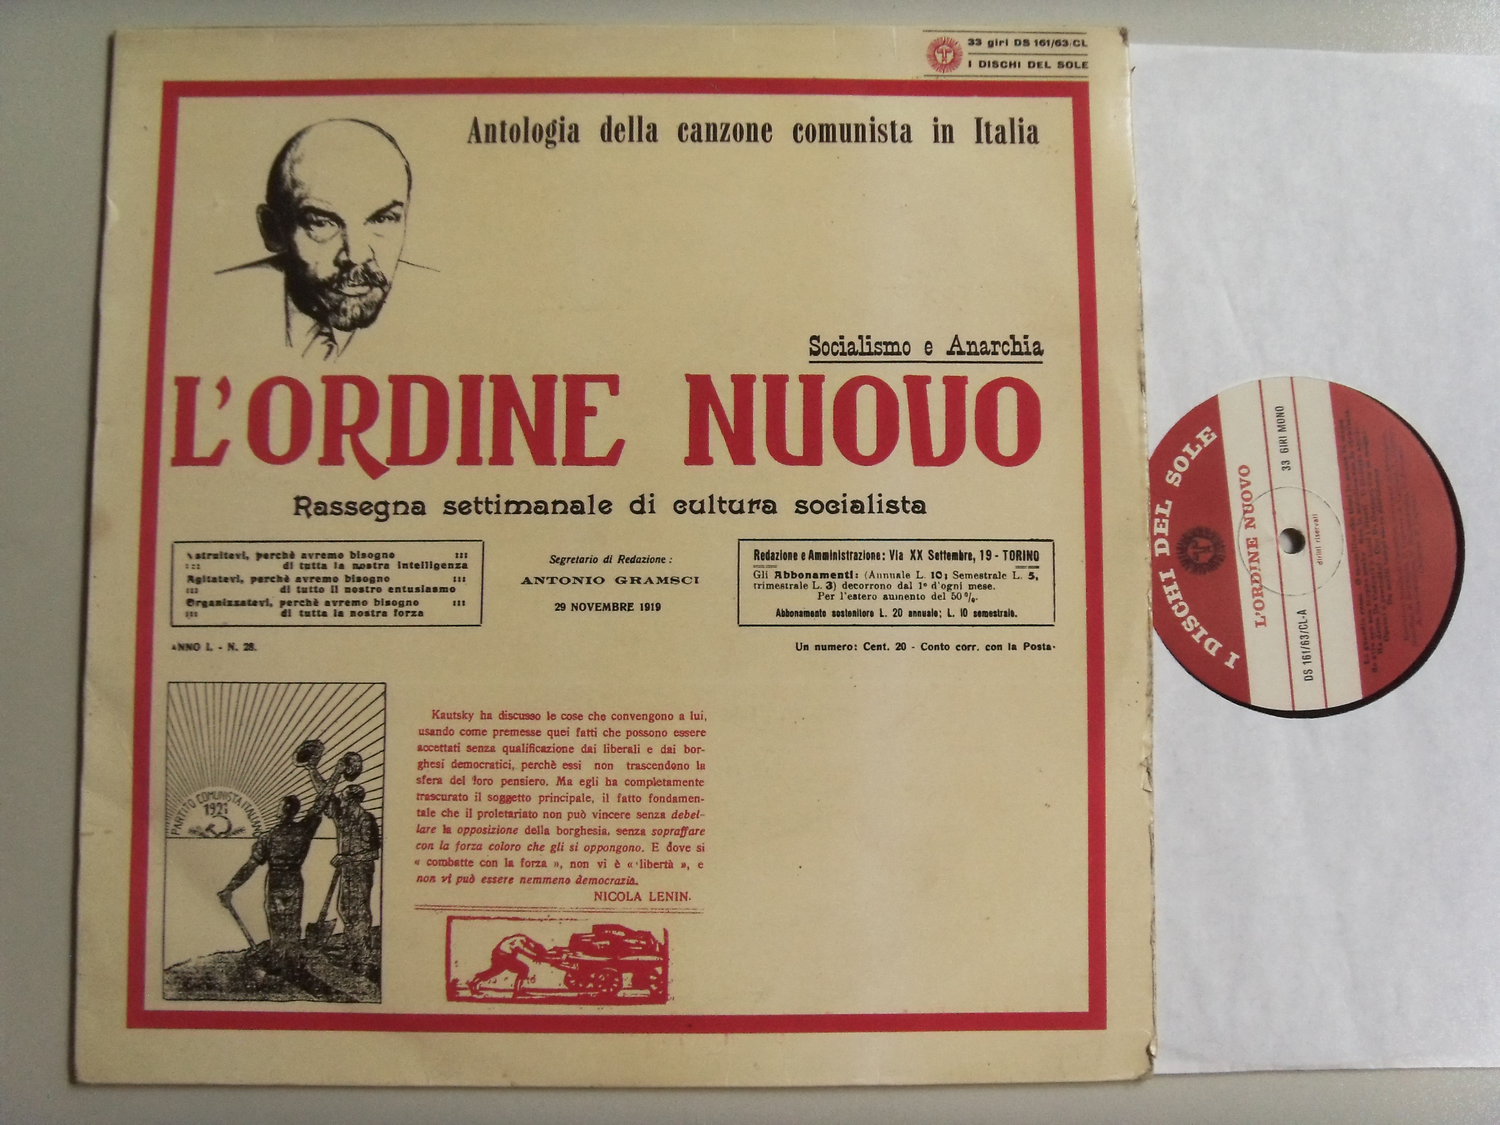 33 giri DS 161/63/CL
I DISCHI DEL SOLE
Antologia della canzone comunista in Italia
Socialismo e Anarchia
L'ORDINE NUOVO
Rassegna settimanale di cultura socialista
Istruitevi, perchè avremo bisogno
di tutta la nostra intelligenza
Agitatevi, perchè avremo bisogno
di tutto il nostro entusiasmo
Organizzatevi, perchè avremo bisogno
di tutta la nostra forza
Segretario di Redazione :
ANTONIO GRAMSCI
29 NOVEMBRE 1919
Redazione e Amministrazione: Via XX Settembre, 19 - TORINO
Gli Abbonamenti: (Annuale L. 10; Semestrale L. 5,
trimestrale L. 3) decorrono dal 1° d'ogni mese.
Per l'estero aumento del 50 %.
Abbonamento sostenitore L. 20 annuale; L. 10 semestrale.
ANNO I. - N. 28.
Un numero: Cent. 20 - Conto corr. con la Posta.
PARTITO COMUNISTA ITALIANO
1921
Kautsky ha discusso le cose che convengono a lui,
usando come premesse quei fatti che possono essere
accettati senza qualificazione dai liberali e dai bor-
ghesi democratici, perchè essi non trascendono la
sfera del loro pensiero. Ma egli ha completamente
trascurato il soggetto principale, il fatto fondamen-
tale che il proletariato non può vincere senza debel-
lare la opposizione della borghesia, senza sopraffare
con la forza coloro che gli si oppongono. E dove si
« combatte con la forza », non vi è « libertà », e
non vi può essere nemmeno democrazia.
NICOLA LENIN.
I DISCHI DEL SOLE
L'ORDINE NUOVO
DS 161/63/CL-A
33 GIRI MONO
diritti riservati